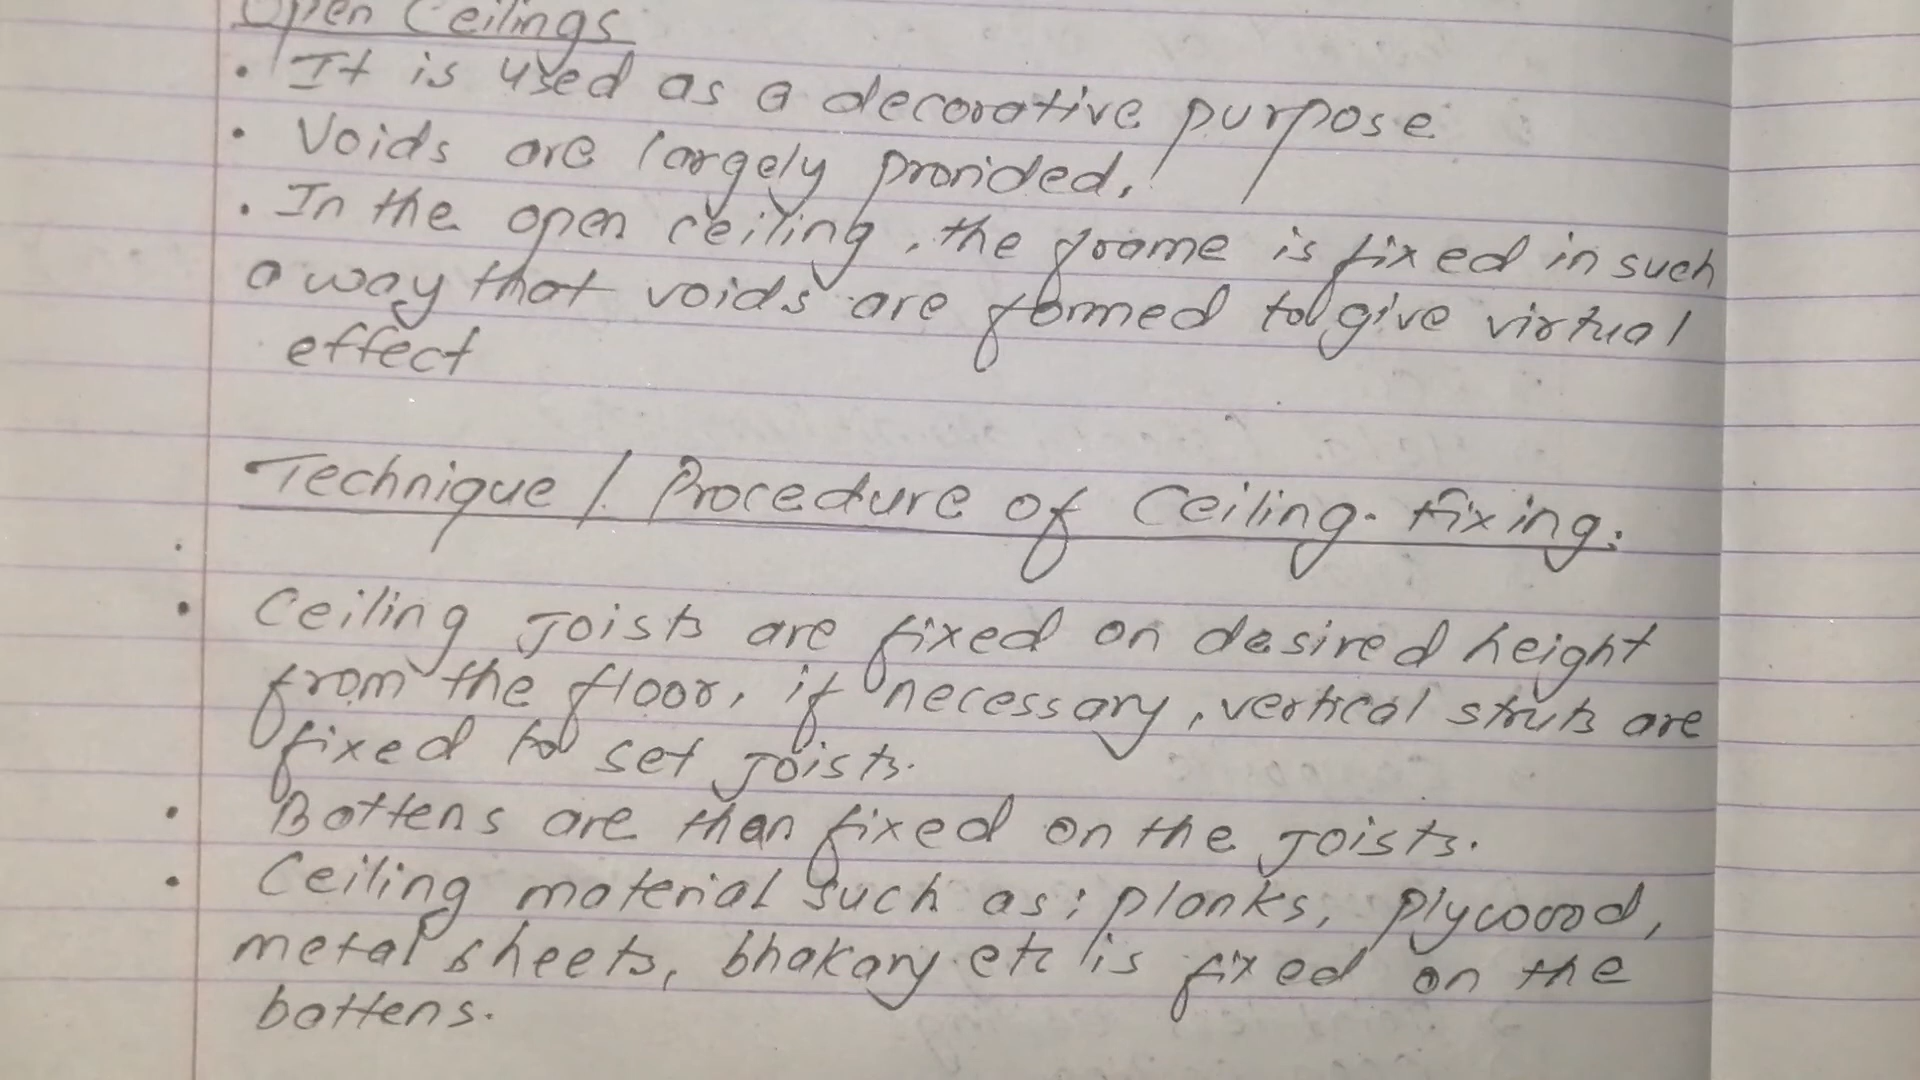 Open Ceilings
• It is used as a decorative purpose
• Voids are largely provided.
• In the open ceiling, the frame is fixed in such
a way that voids are formed to give virtual
effect
Technique / Procedure of Ceiling- fixing:
• Ceiling Joists are fixed on desired height
from the floor, if necessary, vertical struts are
fixed to set Joists.
• Battens are than fixed on the Joists.
• Ceiling material such as: planks, plywood,
metal sheets, bhakary etc is fixed on the
battens.